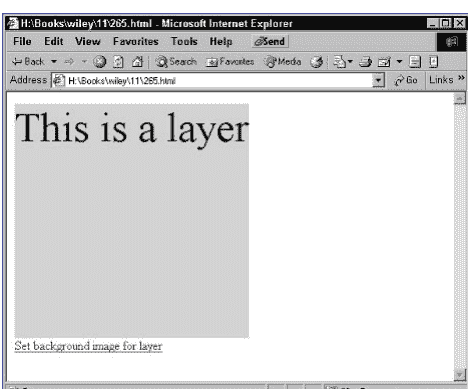 H:\Books\wiley\11\265.html - Microsoft Internet Explorer
File Edit View Favorites Tools Help Send
Back Search Favorites Media
Address H:\Books\wiley\11\265.html Go Links »
This is a layer
Set background image for layer